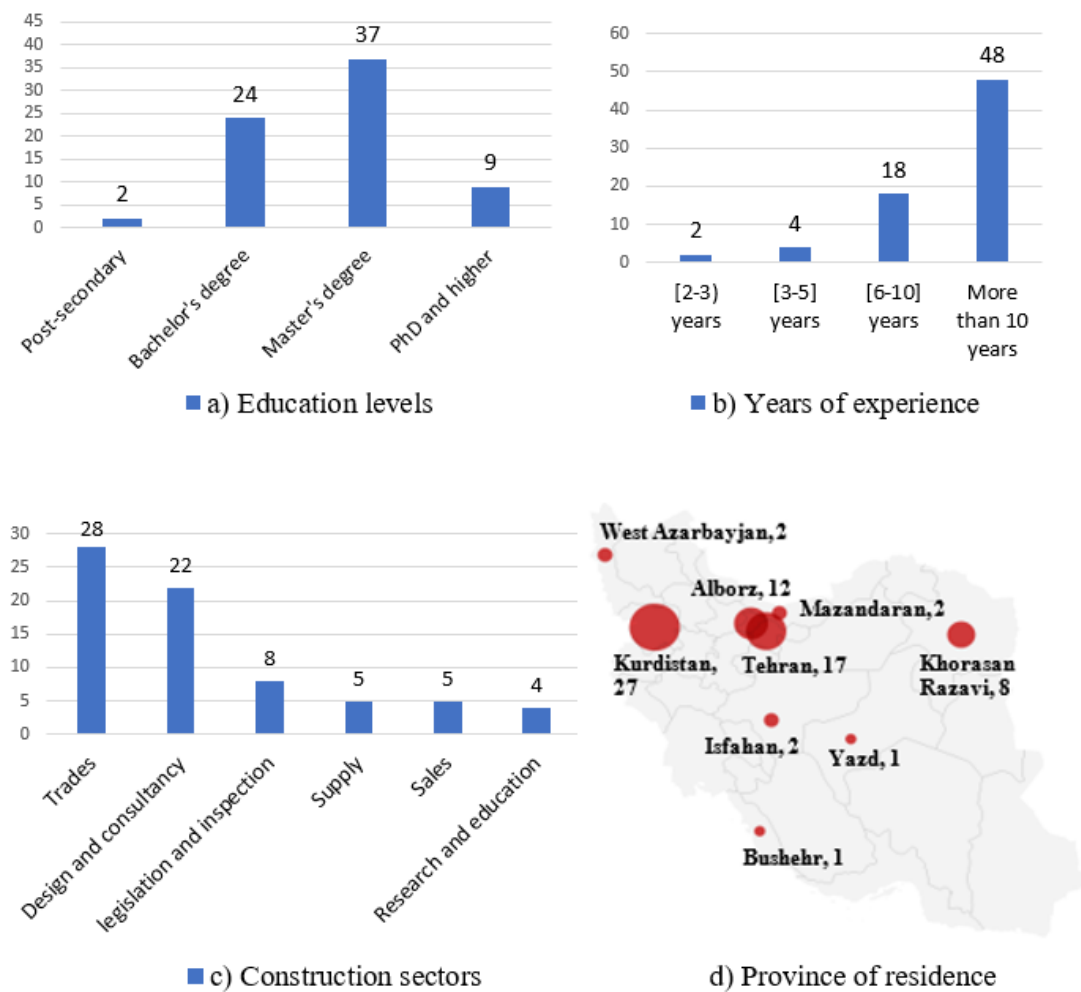 45
40
35
30
25
20
15
10
5
0
2
24
37
9
Post-secondary
Bachelor's degree
Master's degree
PhD and higher
a) Education levels
60
50
40
30
20
10
0
2
4
18
48
[2-3)
years
[3-5]
years
[6-10]
years
More
than 10
years
b) Years of experience
30
25
20
15
10
5
0
28
22
8
5
5
4
Trades
Design and consultancy
legislation and inspection
Supply
Sales
Research and education
c) Construction sectors
West Azarbayjan,2
Alborz, 12
Mazandaran, 2
Kurdistan,
27
Tehran, 17
Khorasan
Razavi, 8
Isfahan, 2
Yazd, 1
Bushehr, 1
d) Province of residence